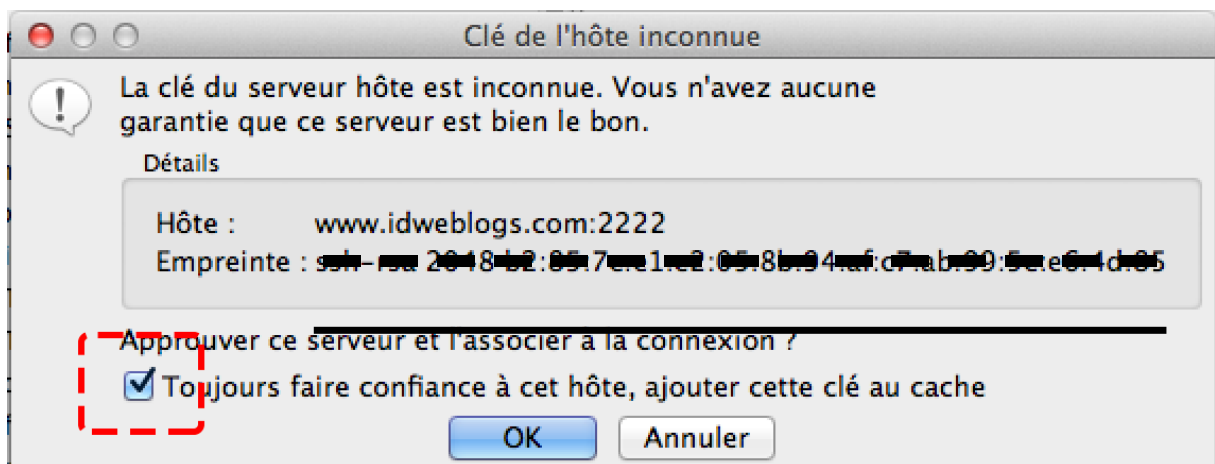 Clé de l'hôte inconnue
La clé du serveur hôte est inconnue. Vous n'avez aucune
garantie que ce serveur est bien le bon.
Détails
Hôte : www.idweblogs.com:2222
Empreinte :
Approuver ce serveur et l'associer à la connexion ?
Toujours faire confiance à cet hôte, ajouter cette clé au cache
OK Annuler